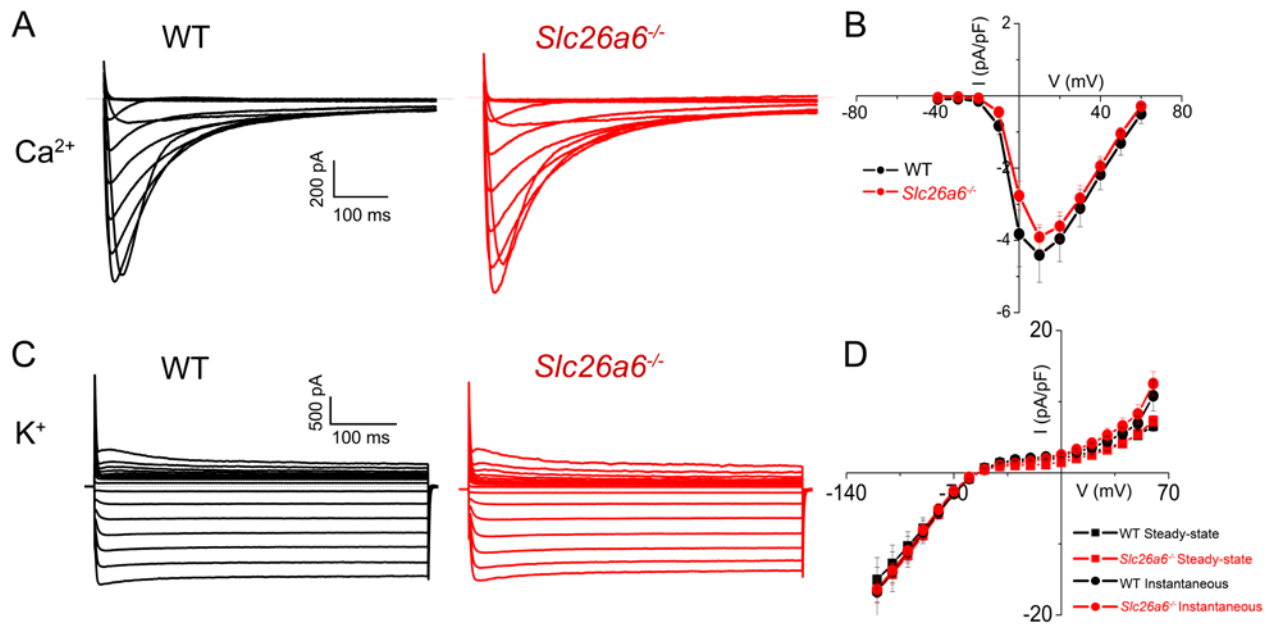 A
WT
Slc26a6-/-
Ca2+
200 pA
100 ms
B
I (pA/pF)
V (mV)
2
-80
-40
40
80
-2
-4
-6
WT
Slc26a6-/-
C
WT
Slc26a6-/-
K+
500 pA
100 ms
D
I (pA/pF)
V (mV)
20
-140
-70
70
-20
WT Steady-state
Slc26a6-/- Steady-state
WT Instantaneous
Slc26a6-/- Instantaneous